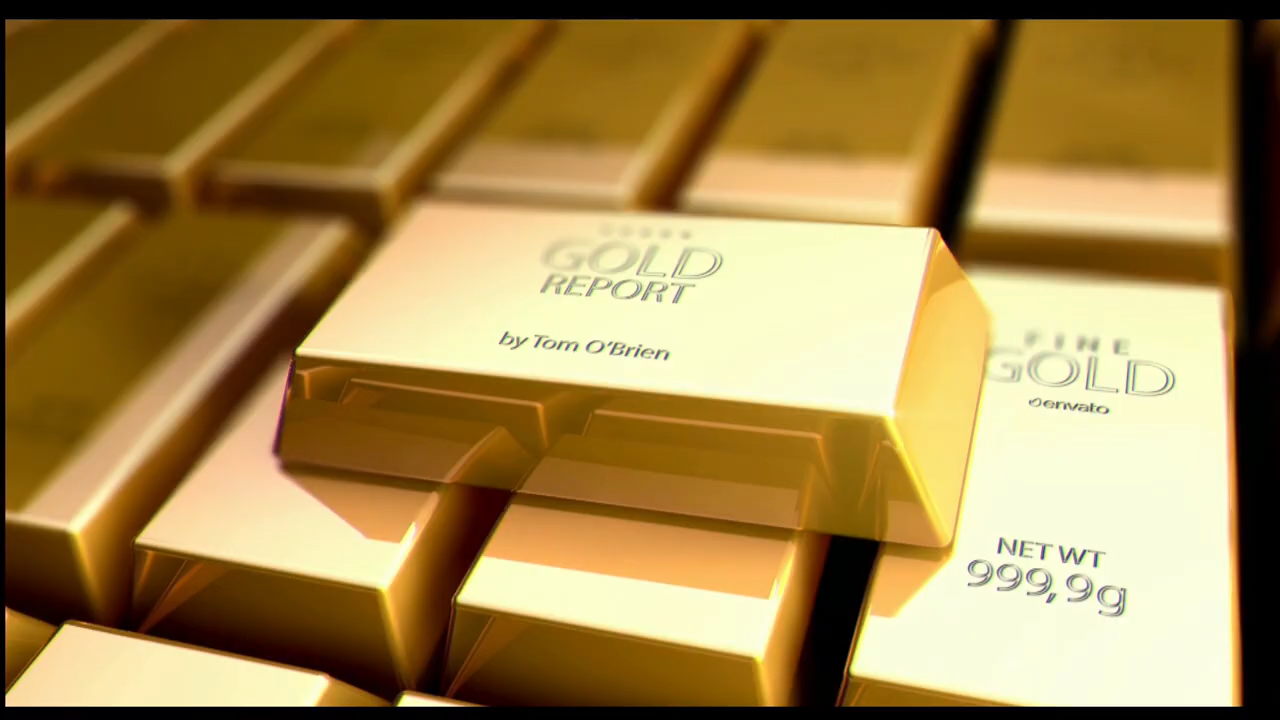 GOLD
REPORT
by Tom O'Brien
FINE
GOLD
envato
NET WT
999,9g